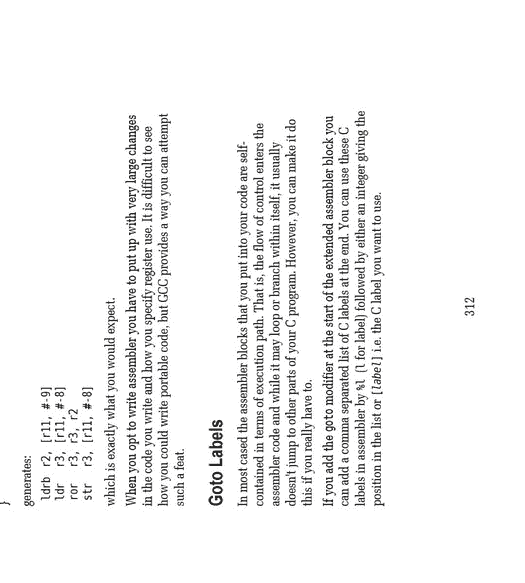 }
generates:
ldrb r2, [r11, #-9]
ldr r3, [r11, #-8]
ror r3, r3, r2
str r3, [r11, #-8]
which is exactly what you would expect.
When you opt to write assembler you have to put up with very large changes
in the code you write and how you specify register use. It is difficult to see
how you could write portable code, but GCC provides a way you can attempt
such a feat.
Goto Labels
In most cased the assembler blocks that you put into your code are self-
contained in terms of execution path. That is, the flow of control enters the
assembler code and while it may loop or branch within itself, it usually
doesn't jump to other parts of your C program. However, you can make it do
this if you really have to.
If you add the goto modifier at the start of the extended assembler block you
can add a comma separated list of C labels at the end. You can use these C
labels in assembler by %l (l for label) followed by either an integer giving the
position in the list or [label] i.e. the C label you want to use.
312